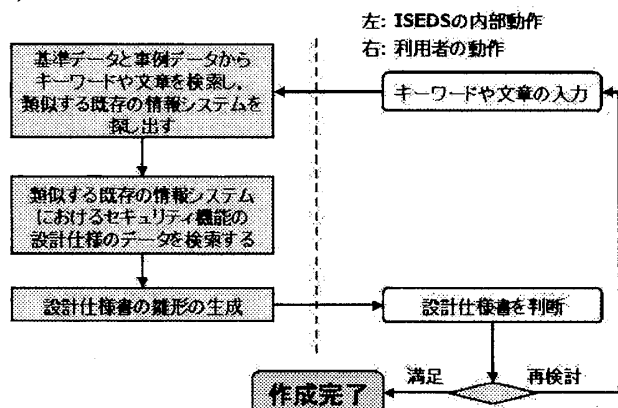 左: ISEDSの内部動作
右: 利用者の動作
基準データと事例データから
キーワードや文章を検索し,
類似する既存の情報システムを
探し出す
キーワードや文章の入力
類似する既存の情報システム
におけるセキュリティ機能の
設計仕様のデータを検索する
設計仕様書の雛形の生成
設計仕様書を判断
満足
再検討
作成完了